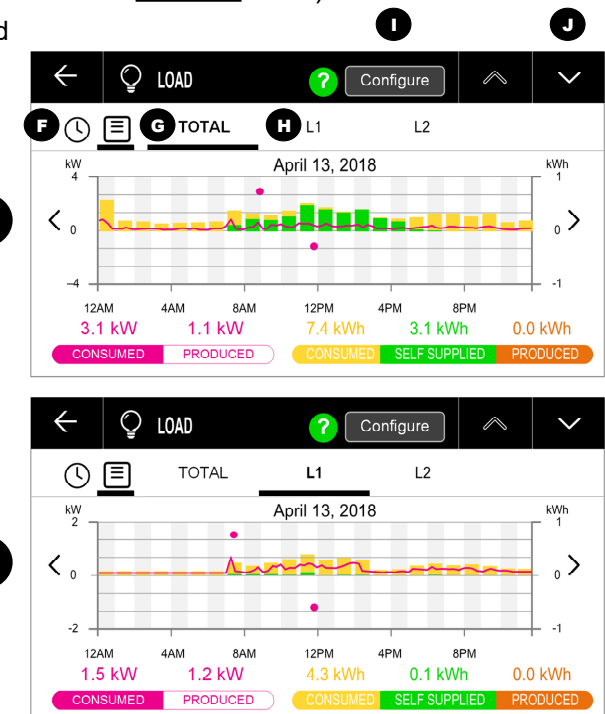 d
I
J
LOAD
?
Configure
F
G TOTAL
H L1
L2
kW
April 13, 2018
kWh
4
1
0
0
-4
-1
12AM 4AM 8AM 12PM 4PM 8PM
3.1 kW 1.1 kW 7.4 kWh 3.1 kWh 0.0 kWh
CONSUMED PRODUCED CONSUMED SELF SUPPLIED PRODUCED
LOAD
?
Configure
TOTAL L1 L2
kW
April 13, 2018
kWh
2
1
0
0
-2
-1
12AM 4AM 8AM 12PM 4PM 8PM
1.5 kW 1.2 kW 4.3 kWh 0.1 kWh 0.0 kWh
CONSUMED PRODUCED CONSUMED SELF SUPPLIED PRODUCED